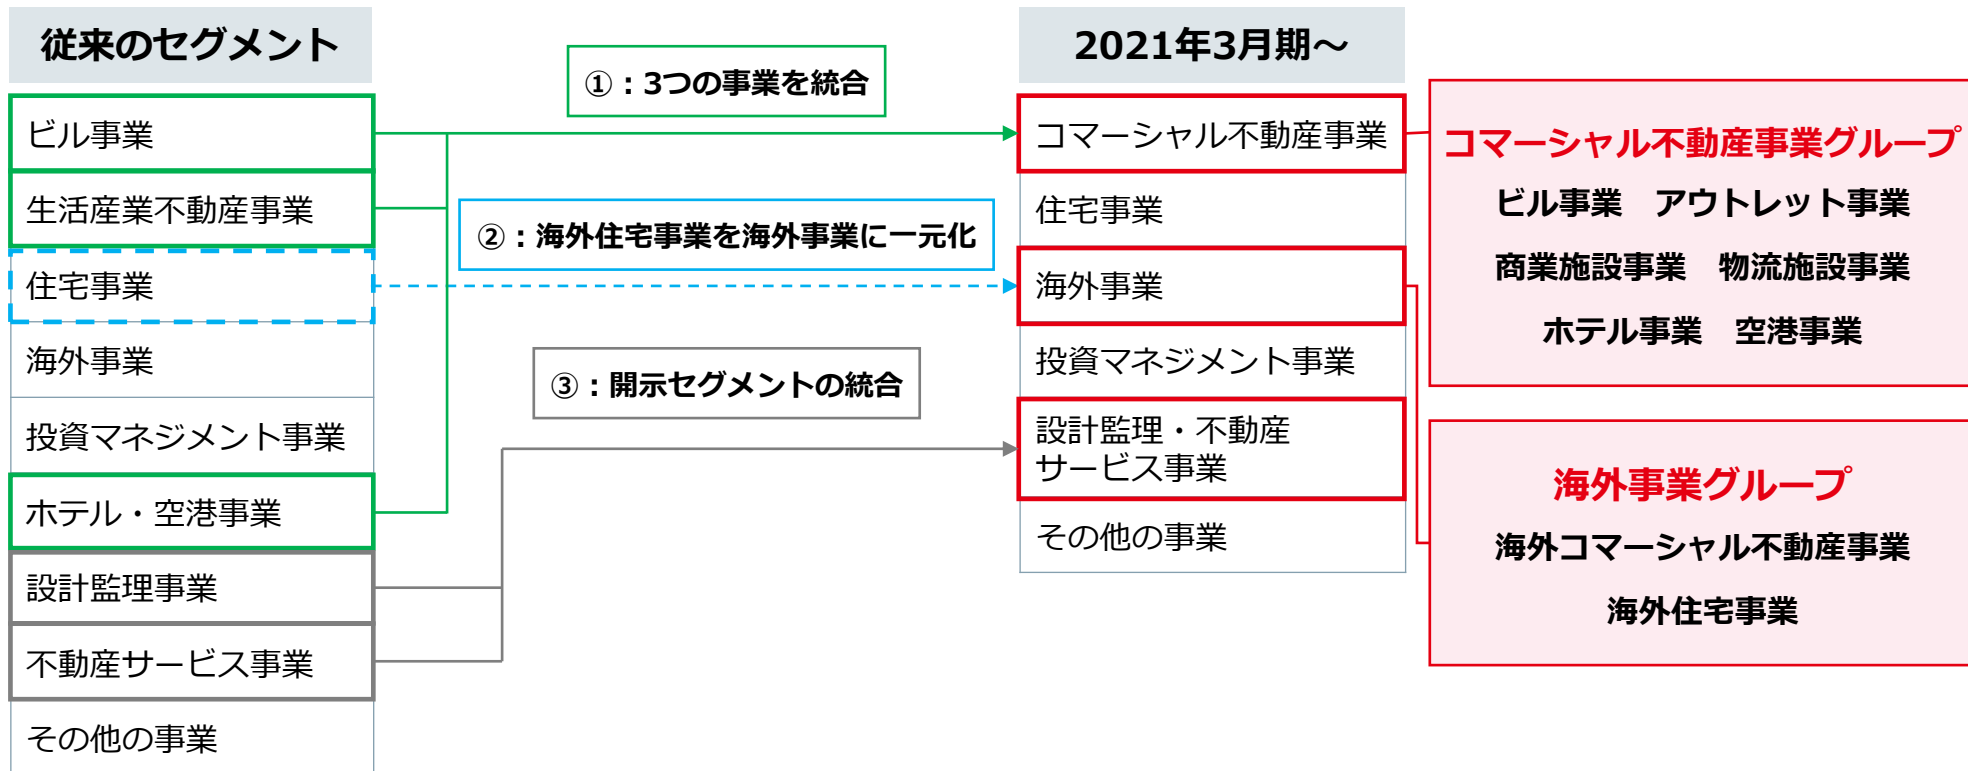 従来のセグメント
ビル事業
生活産業不動産事業
住宅事業
海外事業
投資マネジメント事業
ホテル・空港事業
設計監理事業
不動産サービス事業
その他の事業
①：3つの事業を統合
②：海外住宅事業を海外事業に一元化
③：開示セグメントの統合
2021年3月期～
コマーシャル不動産事業
住宅事業
海外事業
投資マネジメント事業
設計監理・不動産
サービス事業
その他の事業
コマーシャル不動産事業グループ
ビル事業　アウトレット事業
商業施設事業　物流施設事業
ホテル事業　空港事業
海外事業グループ
海外コマーシャル不動産事業
海外住宅事業